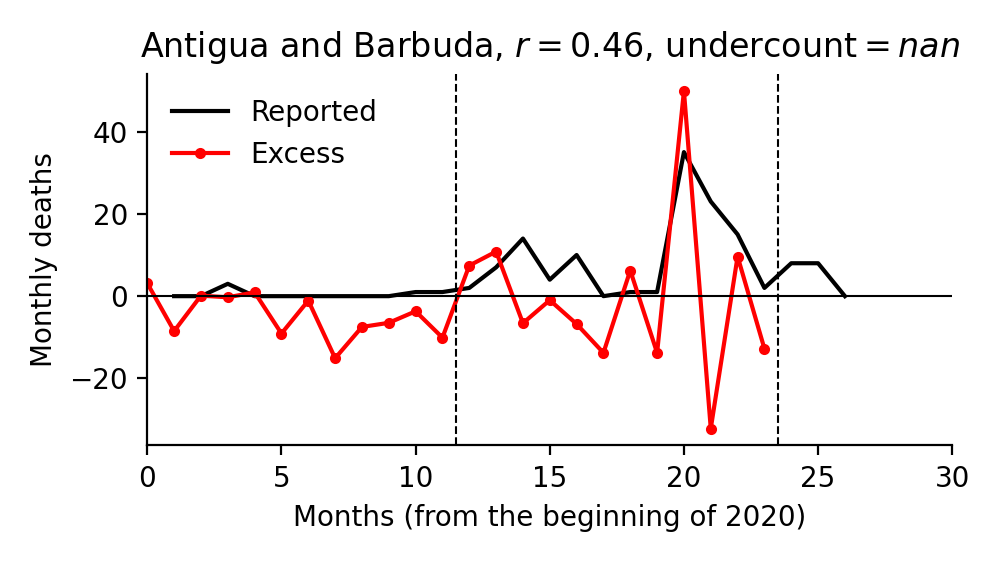 Antigua and Barbuda, r = 0.46, undercount = nan
Reported
Excess
Monthly deaths
40
20
0
−20
0 5 10 15 20 25 30
Months (from the beginning of 2020)